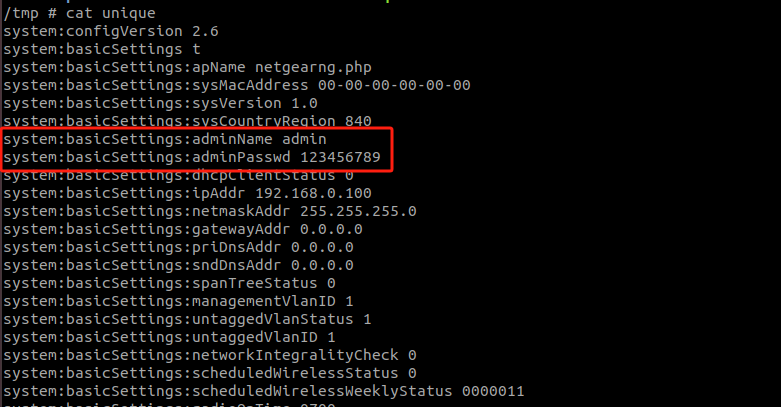 /tmp # cat unique
system:configVersion 2.6
system:basicSettings t
system:basicSettings:apName netgearng.php
system:basicSettings:sysMacAddress 00-00-00-00-00-00
system:basicSettings:sysVersion 1.0
system:basicSettings:sysCountryRegion 840
system:basicSettings:adminName admin
system:basicSettings:adminPasswd 123456789
system:basicSettings:dhcpClientStatus 0
system:basicSettings:ipAddr 192.168.0.100
system:basicSettings:netmaskAddr 255.255.255.0
system:basicSettings:gatewayAddr 0.0.0.0
system:basicSettings:priDnsAddr 0.0.0.0
system:basicSettings:sndDnsAddr 0.0.0.0
system:basicSettings:spanTreeStatus 0
system:basicSettings:managementVlanID 1
system:basicSettings:untaggedVlanStatus 1
system:basicSettings:untaggedVlanID 1
system:basicSettings:networkIntegralityCheck 0
system:basicSettings:scheduledWirelessStatus 0
system:basicSettings:scheduledWirelessWeeklyStatus 0000011